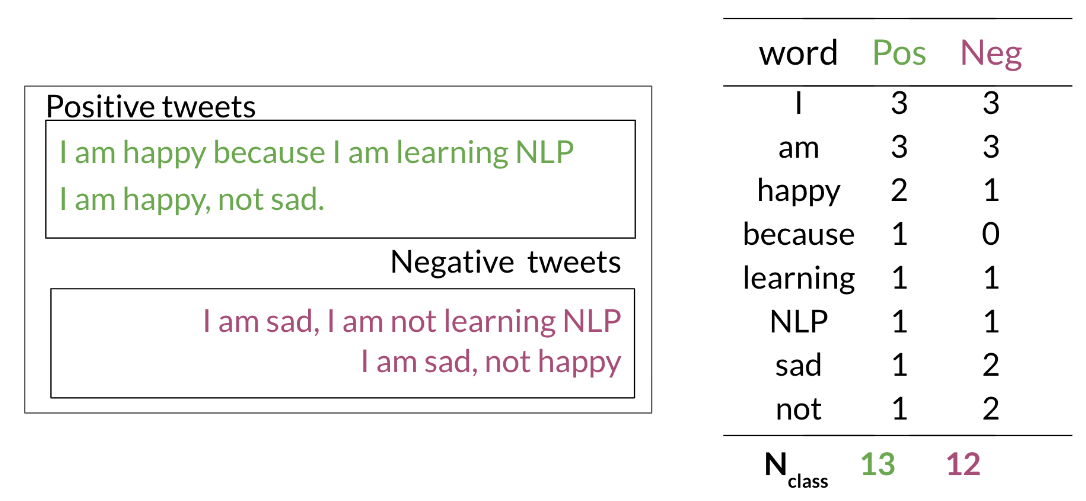 Positive tweets
I am happy because I am learning NLP
I am happy, not sad.
Negative tweets
I am sad, I am not learning NLP
I am sad, not happy
word Pos Neg
I 3 3
am 3 3
happy 2 1
because 1 0
learning 1 1
NLP 1 1
sad 1 2
not 1 2
N class 13 12